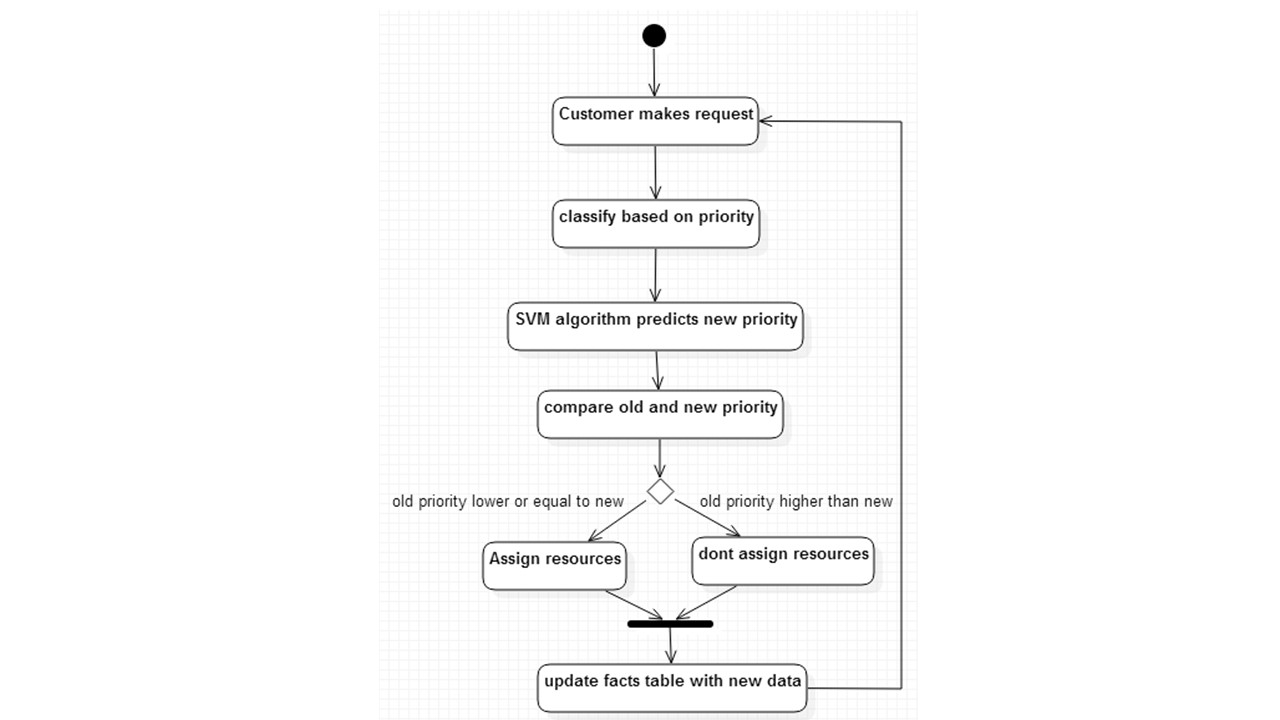 Customer makes request
classify based on priority
SVM algorithm predicts new priority
compare old and new priority
old priority lower or equal to new
old priority higher than new
Assign resources
dont assign resources
update facts table with new data